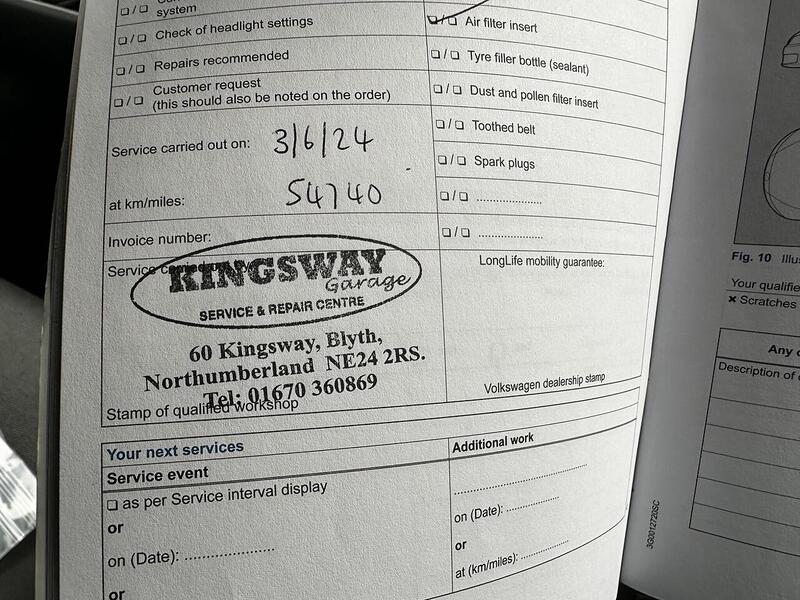 system
❏ / ❏ Check of headlight settings
❏ / ❏ Repairs recommended
❏ / ❏ Customer request
(this should also be noted on the order)
Service carried out on: 3/6/24
at km/miles: 54740
Invoice number:
Service
KINGSWAY
Garage
SERVICE & REPAIR CENTRE
60 Kingsway, Blyth,
Northumberland NE24 2RS.
Tel: 01670 360869
Stamp of qualified workshop
❏ / ❏ Air filter insert
❏ / ❏ Tyre filler bottle (sealant)
❏ / ❏ Dust and pollen filter insert
❏ / ❏ Toothed belt
❏ / ❏ Spark plugs
❏ / ❏ ......................
❏ / ❏ ......................
LongLife mobility guarantee:
Volkswagen dealership stamp
Your next services
Service event
❏ as per Service interval display
or
on (Date): ......................
or
Additional work
................................
on (Date): ................
or
at (km/miles): ..............
3G0012720SC
Fig. 10 Illus
Your qualifie
✖ Scratches
Any
Description of